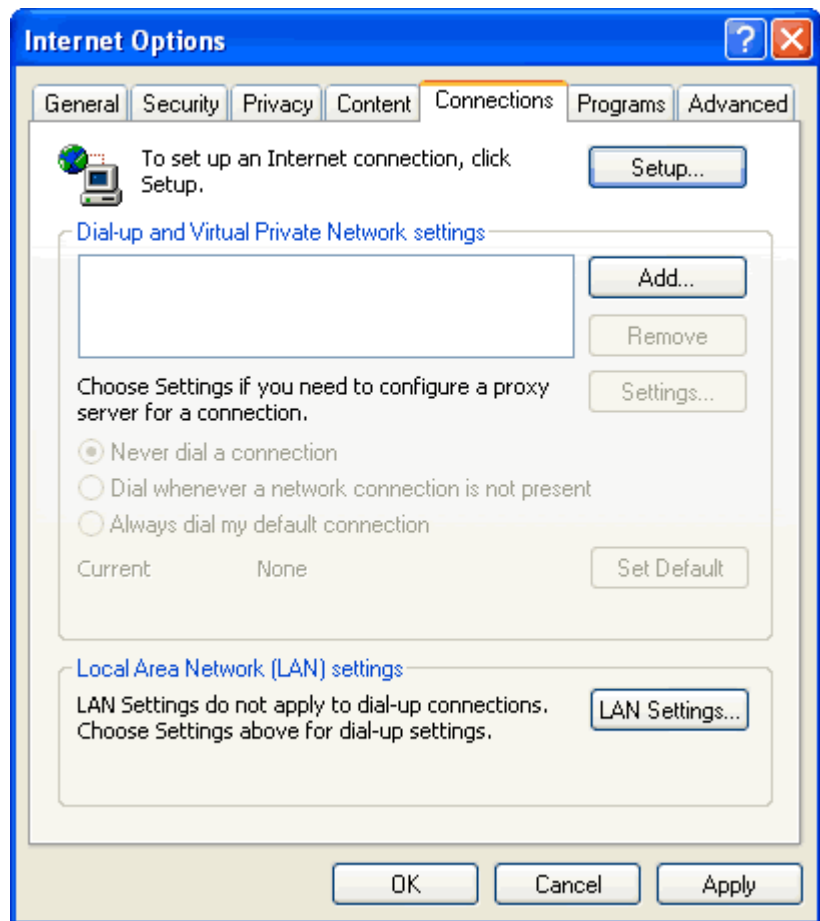 Internet Options
?
General Security Privacy Content Connections Programs Advanced
To set up an Internet connection, click
Setup.
Setup...
Dial-up and Virtual Private Network settings
Add...
Remove
Choose Settings if you need to configure a proxy
server for a connection.
Settings...
Never dial a connection
Dial whenever a network connection is not present
Always dial my default connection
Current None
Set Default
Local Area Network (LAN) settings
LAN Settings do not apply to dial-up connections.
Choose Settings above for dial-up settings.
LAN Settings...
OK Cancel Apply